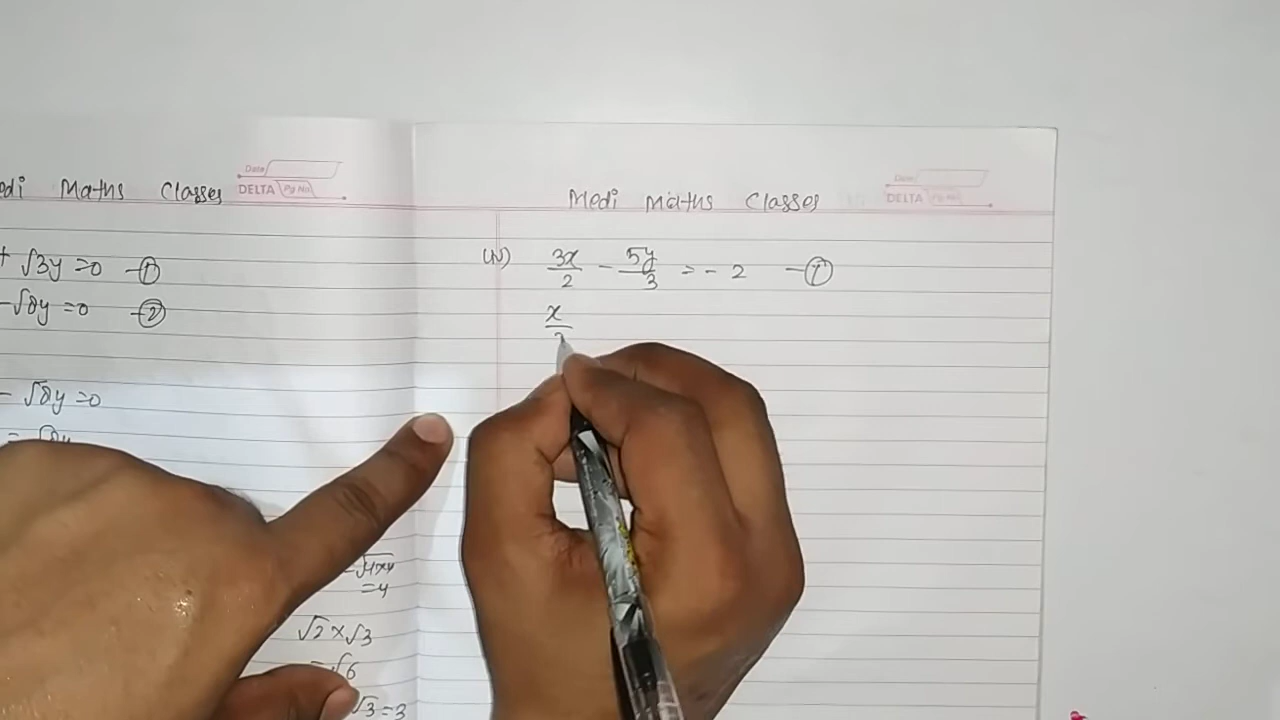 edi Maths Classes
Date
DELTA Pg No
+ √3y =0 -①
-√8y =0 -②
- √8y =0
= √8y
√4×4
=4
√2 × √3
=√6
√3 = 3
Medi Maths Classes
Date
DELTA Pg No
(iv) 3x/2 - 5y/3 = - 2 -①
x